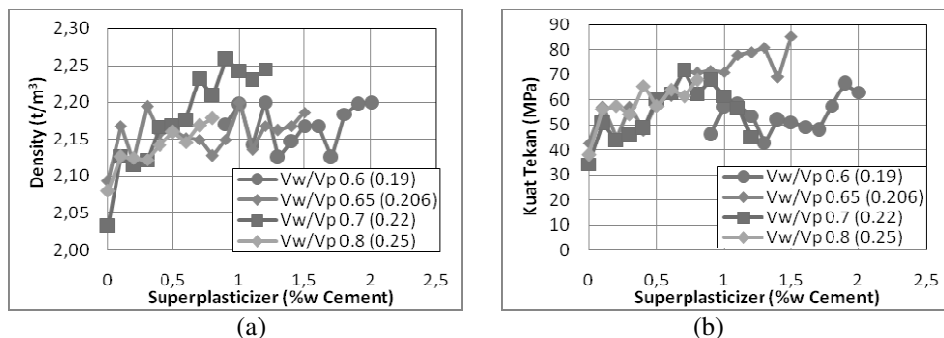 2,30
2,25
2,20
2,15
2,10
2,05
2,00
Density (t/m³)
Vw/Vp 0.6 (0.19)
Vw/Vp 0.65 (0.206)
Vw/Vp 0.7 (0.22)
Vw/Vp 0.8 (0.25)
0 0,5 1 1,5 2 2,5
Superplasticizer (%w Cement)
(a)
90
80
70
60
50
40
30
20
10
0
Kuat Tekan (MPa)
Vw/Vp 0.6 (0.19)
Vw/Vp 0.65 (0.206)
Vw/Vp 0.7 (0.22)
Vw/Vp 0.8 (0.25)
0 0,5 1 1,5 2 2,5
Superplasticizer (%w Cement)
(b)